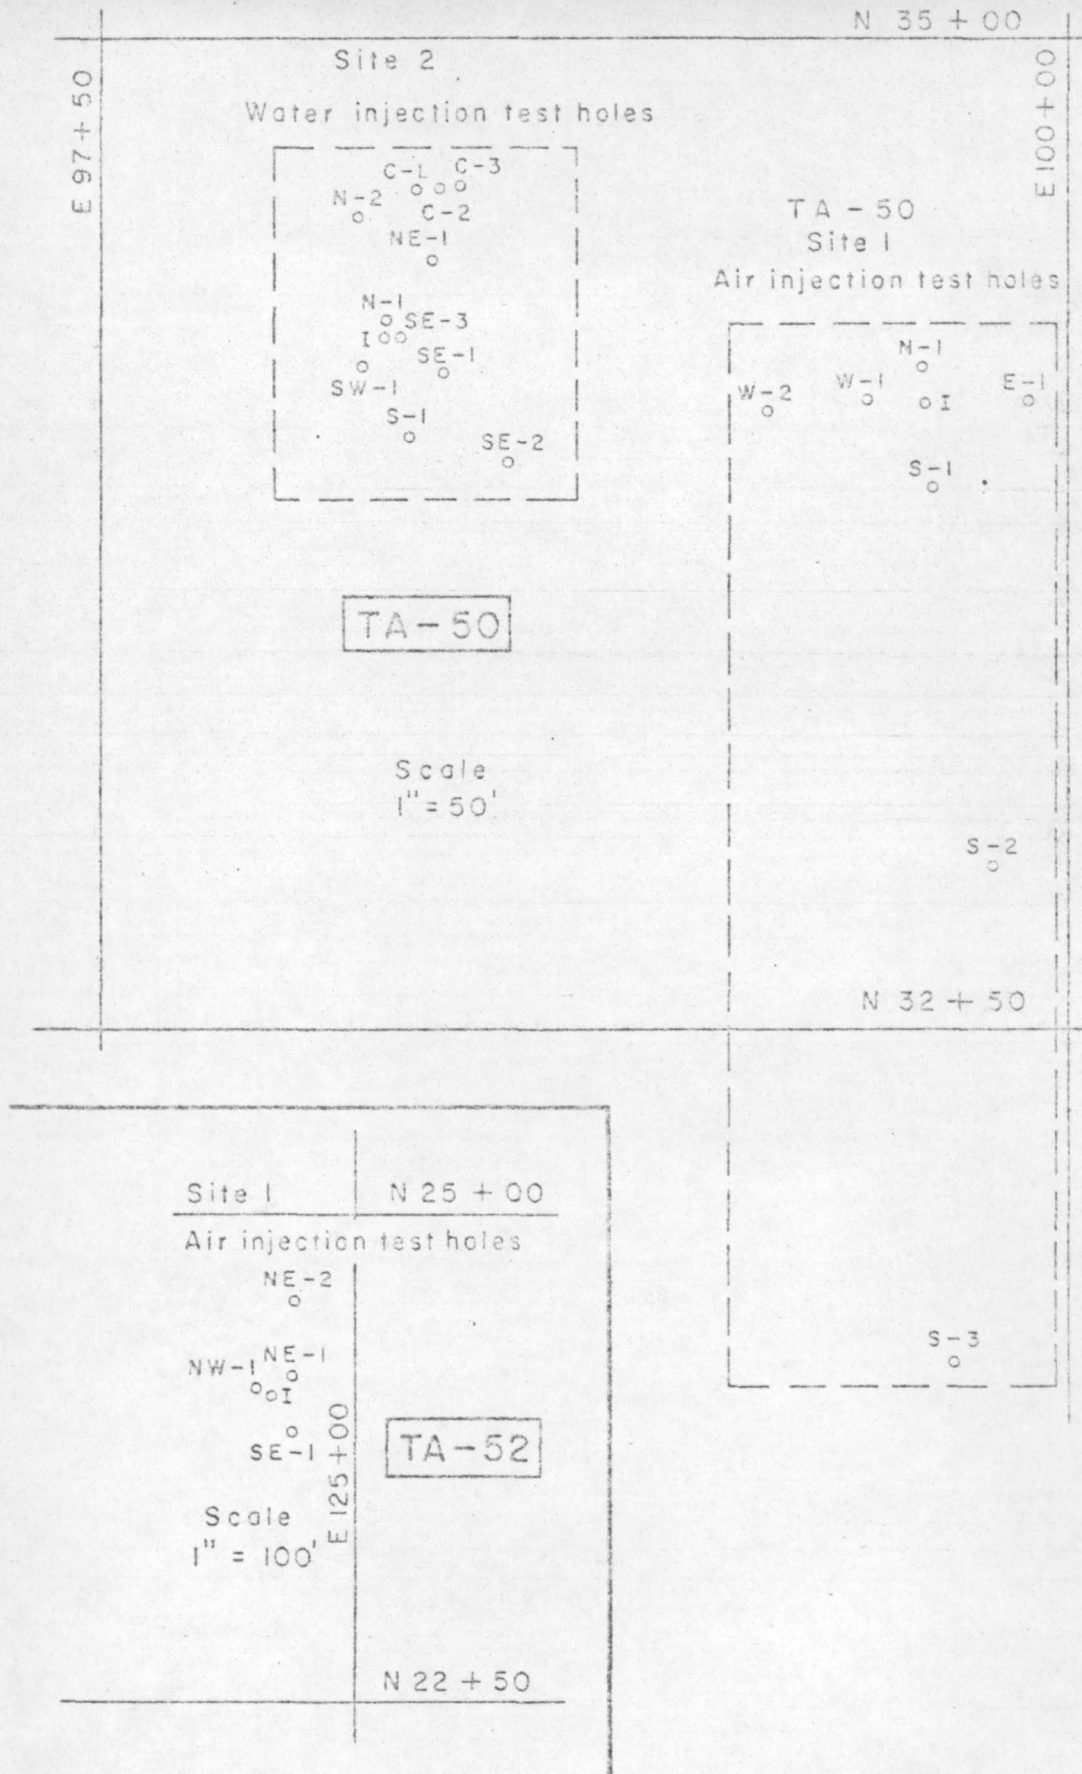 N 35 + 00
E 97 + 50
E 100 + 00
Site 2
Water injection test holes
C-1 C-3
N-2
C-2
NE-1
N-1
SE-3
I
SE-1
SW-1
S-1
SE-2
TA-50
Site 1
Air injection test holes
N-1
W-2
W-1
I
E-1
S-1
TA-50
Scale
1" = 50'
S-2
N 32 + 50
S-3
Site 1
N 25 + 00
Air injection test holes
NE-2
NW-1
NE-1
I
SE-1
E 125 + 00
TA-52
Scale
1" = 100'
N 22 + 50